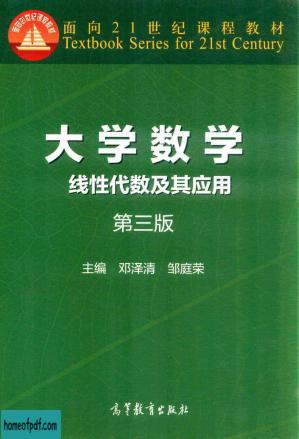 面向21世纪课程教材
Textbook Series for 21st Century
大学数学
线性代数及其应用
第三版
主编 邓泽清 邹庭荣
高等教育出版社
homeofpdf.com